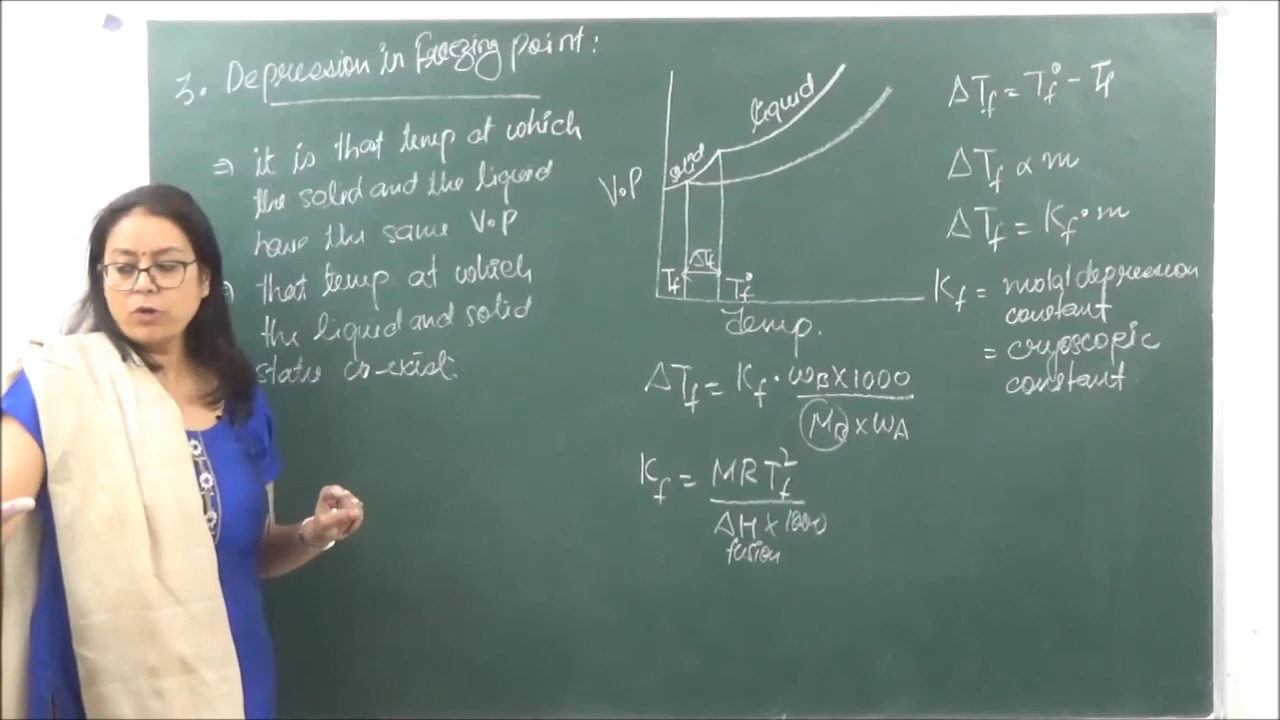 3. Depression in Freezing point:
⇒ it is that temp at which
the solid and the liquid
have the same V.P
⇒ that temp at which
the liquid and solid
state co-exist.
V.P
solid
liquid
Tf
ΔTf
Tf°
Temp.
ΔTf = Kf · WB×1000
MB × WA
Kf = MRTf²
ΔH × 1000
fusion
ΔTf = Tf° - Tf
ΔTf ∝ m
ΔTf = Kf · m
Kf = molal depression
constant
= cryoscopic
constant